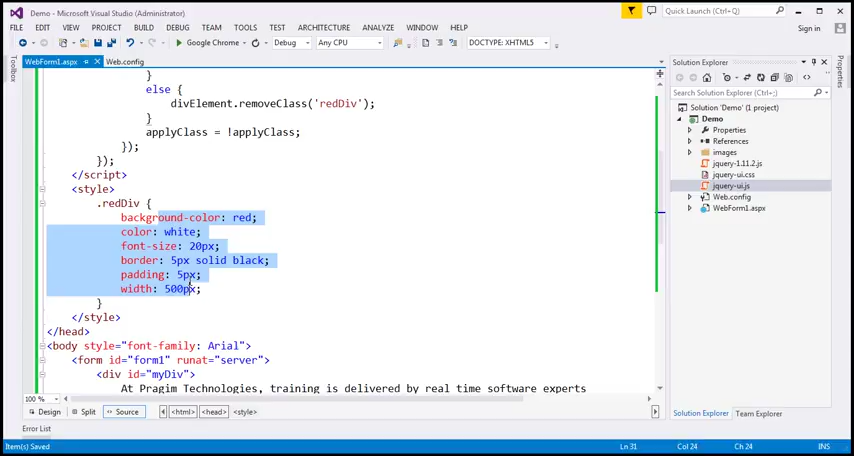 Demo - Microsoft Visual Studio (Administrator)
Quick Launch (Ctrl+Q)
FILE EDIT VIEW PROJECT BUILD DEBUG TEAM TOOLS TEST ARCHITECTURE ANALYZE WINDOW HELP
Sign in
Google Chrome Debug Any CPU DOCTYPE: XHTML5
Toolbox
WebForm1.aspx Web.config
}
else {
divElement.removeClass('redDiv');
}
applyClass = !applyClass;
});
});
</script>
<style>
.redDiv {
background-color: red;
color: white;
font-size: 20px;
border: 5px solid black;
padding: 5px;
width: 500px;
}
</style>
</head>
<body style="font-family: Arial">
<form id="form1" runat="server">
<div id="myDiv">
At Pragim Technologies, training is delivered by real time software experts
100 %
Design Split Source <html> <head> <style>
Error List
Item(s) Saved Ln 31 Col 24 Ch 24 INS
Solution Explorer
Search Solution Explorer (Ctrl+;)
Solution 'Demo' (1 project)
Demo
Properties
References
images
jquery-1.11.2.js
jquery-ui.css
jquery-ui.js
Web.config
WebForm1.aspx
Solution Explorer Team Explorer
Properties